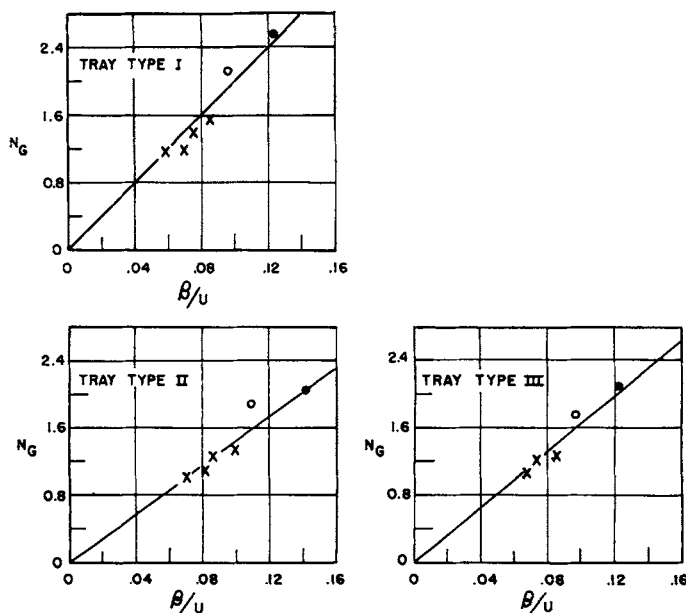 2.4
TRAY TYPE I
1.6
N_G
0.8
0
0 .04 .08 .12 .16
β/U
2.4
TRAY TYPE II
1.6
N_G
0.8
0
0 .04 .08 .12 .16
β/U
2.4
TRAY TYPE III
1.6
N_G
0.8
0
0 .04 .08 .12 .16
β/U